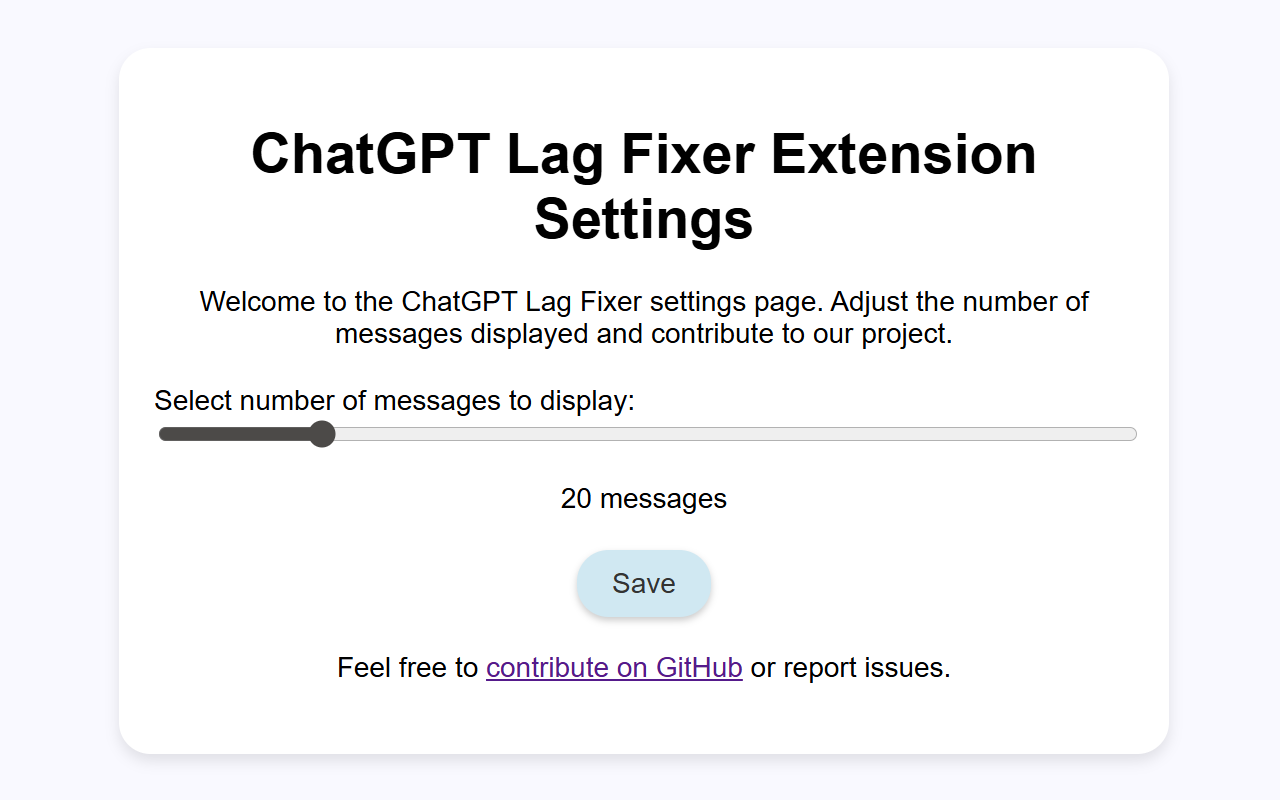 ChatGPT Lag Fixer Extension
Settings
Welcome to the ChatGPT Lag Fixer settings page. Adjust the number of
messages displayed and contribute to our project.
Select number of messages to display:
20 messages
Save
Feel free to contribute on GitHub or report issues.